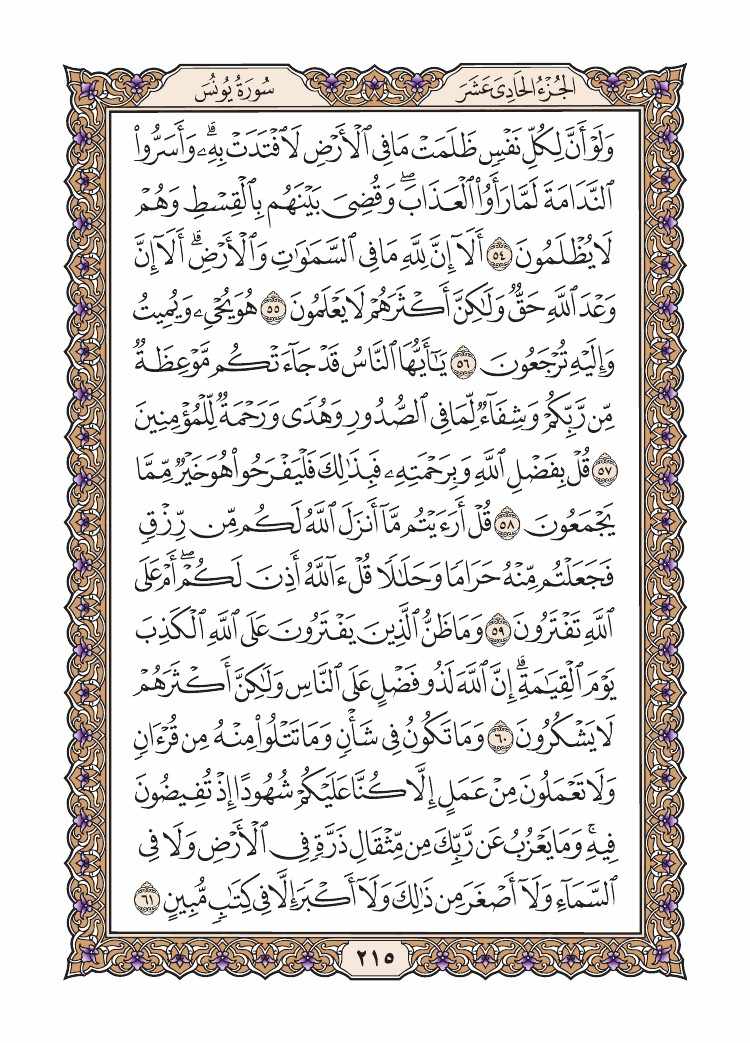 الجُزْءُ الحَادِي عَشَرَ
سُورَةُ يُونُسَ
وَلَوْ أَنَّ لِكُلِّ نَفْسٖ ظَلَمَتْ مَا فِي ٱلْأَرْضِ لَٱفْتَدَتْ بِهِۦۗ وَأَسَرُّواْ
ٱلنَّدَامَةَ لَمَّا رَأَوُاْ ٱلْعَذَابَۖ وَقُضِيَ بَيْنَهُم بِٱلْقِسْطِ وَهُمْ
لَا يُظْلَمُونَ ٥٤ أَلَآ إِنَّ لِلَّهِ مَا فِي ٱلسَّمَٰوَٰتِ وَٱلْأَرْضِۗ أَلَآ إِنَّ
وَعْدَ ٱللَّهِ حَقّٞ وَلَٰكِنَّ أَكْثَرَهُمْ لَا يَعْلَمُونَ ٥٥ هُوَ يُحْيِۦ وَيُمِيتُ
وَإِلَيْهِ تُرْجَعُونَ ٥٦ يَٰٓأَيُّهَا ٱلنَّاسُ قَدْ جَآءَتْكُم مَّوْعِظَةٞ
مِّن رَّبِّكُمْ وَشِفَآءٞ لِّمَا فِي ٱلصُّدُورِ وَهُدٗى وَرَحْمَةٞ لِّلْمُؤْمِنِينَ
٥٧ قُلْ بِفَضْلِ ٱللَّهِ وَبِرَحْمَتِهِۦ فَبِذَٰلِكَ فَلْيَفْرَحُواْ هُوَ خَيْرٞ مِّمَّا
يَجْمَعُونَ ٥٨ قُلْ أَرَءَيْتُم مَّآ أَنزَلَ ٱللَّهُ لَكُم مِّن رِّزْقٖ
فَجَعَلْتُم مِّنْهُ حَرَامٗا وَحَلَٰلٗا قُلْ ءَآللَّهُ أَذِنَ لَكُمْۖ أَمْ عَلَى
ٱللَّهِ تَفْتَرُونَ ٥٩ وَمَا ظَنُّ ٱلَّذِينَ يَفْتَرُونَ عَلَى ٱللَّهِ ٱلْكَذِبَ
يَوْمَ ٱلْقِيَٰمَةِۗ إِنَّ ٱللَّهَ لَذُو فَضْلٍ عَلَى ٱلنَّاسِ وَلَٰكِنَّ أَكْثَرَهُمْ
لَا يَشْكُرُونَ ٦٠ وَمَا تَكُونُ فِي شَأْنٖ وَمَا تَتْلُواْ مِنْهُ مِن قُرْءَانٖ
وَلَا تَعْمَلُونَ مِنْ عَمَلٍ إِلَّا كُنَّا عَلَيْكُمْ شُهُودًا إِذْ تُفِيضُونَ
فِيهِۚ وَمَا يَعْزُبُ عَن رَّبِّكَ مِن مِّثْقَالِ ذَرَّةٖ فِي ٱلْأَرْضِ وَلَا فِي
ٱلسَّمَآءِ وَلَآ أَصْغَرَ مِن ذَٰلِكَ وَلَآ أَكْبَرَ إِلَّا فِي كِتَٰبٖ مُّبِينٍ ٦١
٢١٥